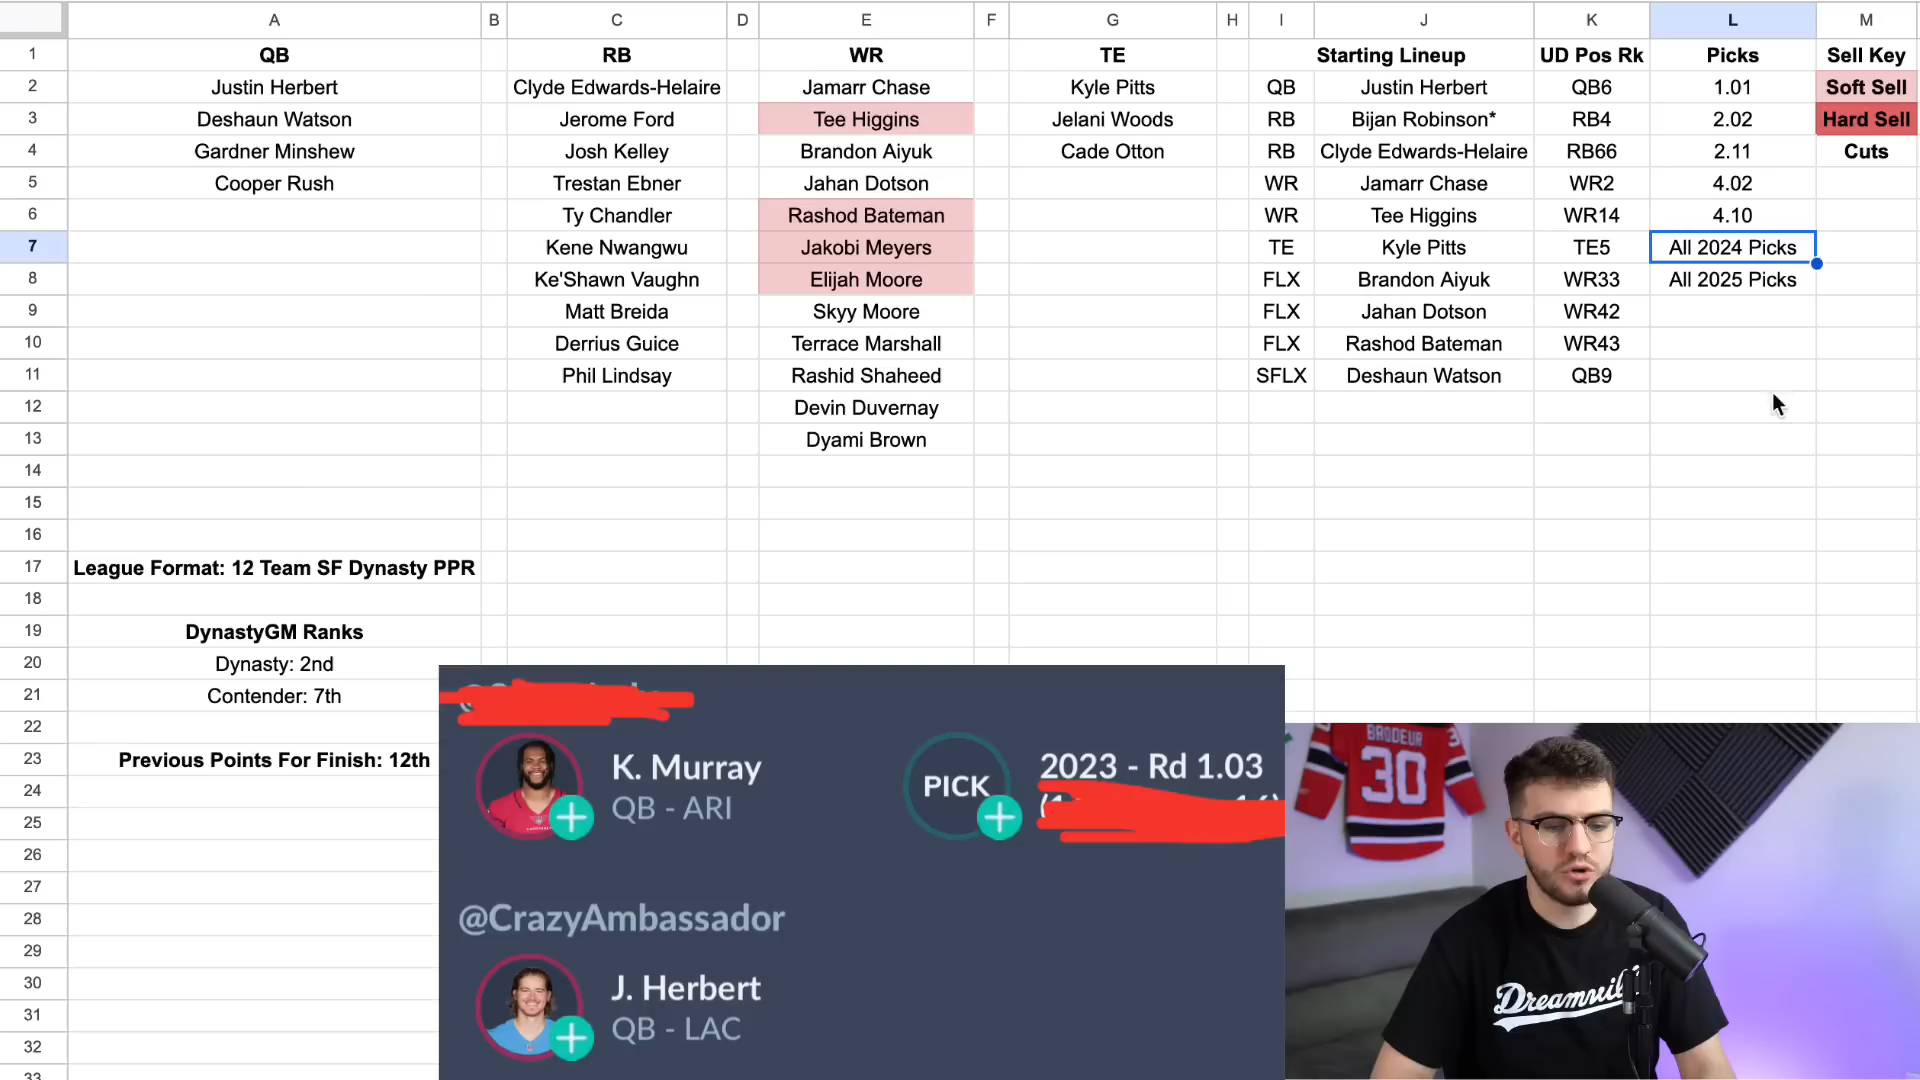 A B C D E F G H I J K L M
1 QB RB WR TE Starting Lineup UD Pos Rk Picks Sell Key
2 Justin Herbert Clyde Edwards-Helaire Jamarr Chase Kyle Pitts QB Justin Herbert QB6 1.01 Soft Sell
3 Deshaun Watson Jerome Ford Tee Higgins Jelani Woods RB Bijan Robinson* RB4 2.02 Hard Sell
4 Gardner Minshew Josh Kelley Brandon Aiyuk Cade Otton RB Clyde Edwards-Helaire RB66 2.11 Cuts
5 Cooper Rush Trestan Ebner Jahan Dotson WR Jamarr Chase WR2 4.02
6 Ty Chandler Rashod Bateman WR Tee Higgins WR14 4.10
7 Kene Nwangwu Jakobi Meyers TE Kyle Pitts TE5 All 2024 Picks
8 Ke'Shawn Vaughn Elijah Moore FLX Brandon Aiyuk WR33 All 2025 Picks
9 Matt Breida Skyy Moore FLX Jahan Dotson WR42
10 Derrius Guice Terrace Marshall FLX Rashod Bateman WR43
11 Phil Lindsay Rashid Shaheed SFLX Deshaun Watson QB9
12 Devin Duvernay
13 Dyami Brown
14
15
16
17 League Format: 12 Team SF Dynasty PPR
18
19 DynastyGM Ranks
20 Dynasty: 2nd
21 Contender: 7th
22
23 Previous Points For Finish: 12th
24
25
26
27
28
29
30
31
32
33
K. Murray
QB - ARI
PICK
2023 - Rd 1.03
@CrazyAmbassador
J. Herbert
QB - LAC
BRODEUR
30